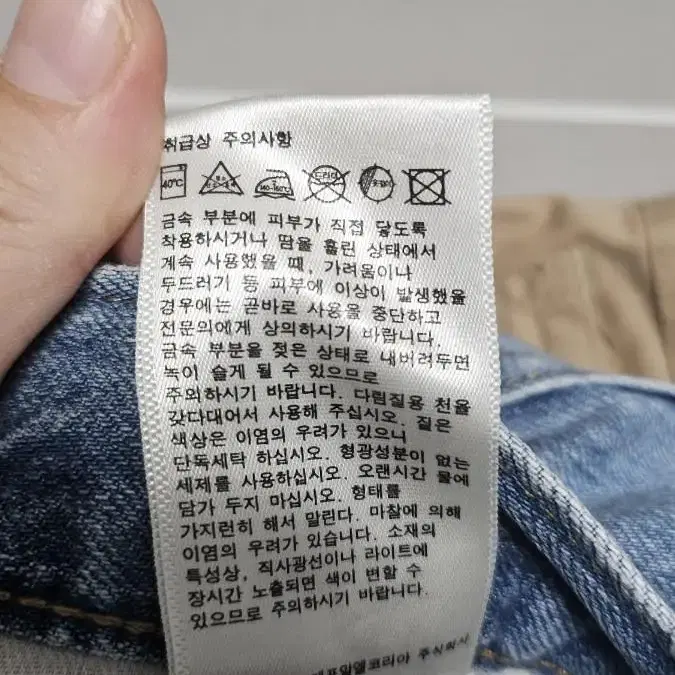 취급상 주의사항
40℃ 140-160℃ 드라이 옷걸이
금속 부분에 피부가 직접 닿도록
착용하시거나 땀을 흘린 상태에서
계속 사용했을 때, 가려움이나
두드러기 등 피부에 이상이 발생했을
경우에는 곧바로 사용을 중단하고
전문의에게 상의하시기 바랍니다.
금속 부분을 젖은 상태로 내버려두면
녹이 슬게 될 수 있으므로
주의하시기 바랍니다. 다림질용 천을
갖다대어서 사용해 주십시오. 짙은
색상은 이염의 우려가 있으니
단독세탁 하십시오. 형광성분이 없는
세제를 사용하십시오. 오랜시간 물에
담가 두지 마십시오. 형태를
가지런히 해서 말린다. 마찰에 의해
이염의 우려가 있습니다. 소재의
특성상, 직사광선이나 라이트에
장시간 노출되면 색이 변할 수
있으므로 주의하시기 바랍니다.
에프알엘코리아 주식회사